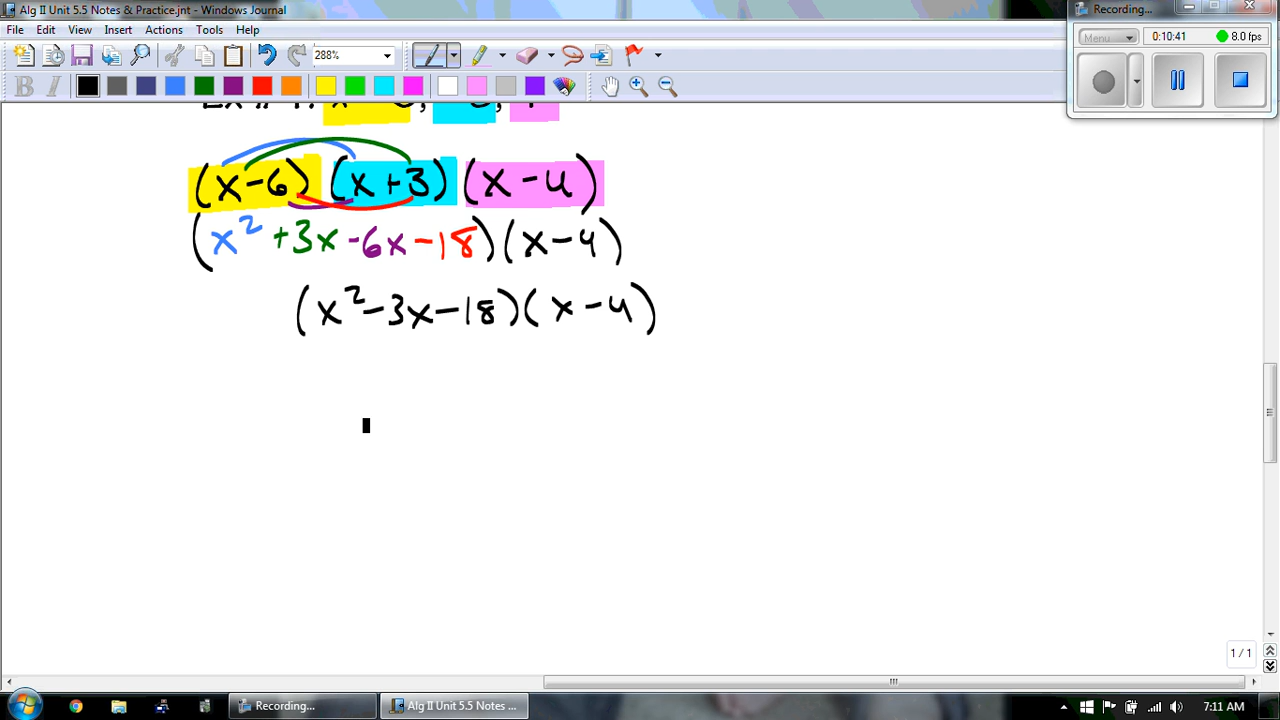 Alg II Unit 5.5 Notes & Practice.jnt - Windows Journal
File Edit View Insert Actions Tools Help
288%
Recording...
Menu 0:10:41 8.0 fps
(x-6)(x+3)(x-4)
(x²+3x-6x-18)(x-4)
(x²-3x-18)(x-4)
1 / 1
Recording... Alg II Unit 5.5 Notes ... 7:11 AM